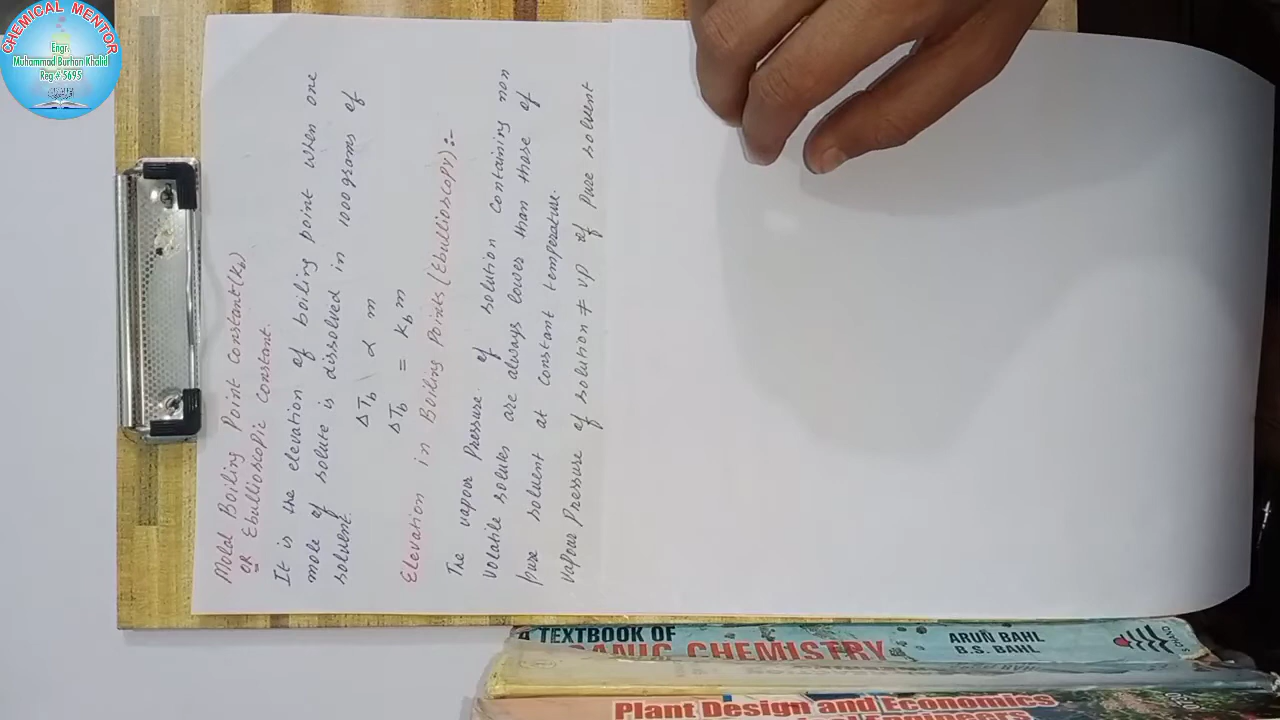 CHEMICAL MENTOR
Engr.
Muhammad Burhan Khalid
Reg # 5695
Molal Boiling Point Constant (Kb)
OR Ebullioscopic constant.
It is the elevation of boiling point when one
mole of solute is dissolved in 1000 grams of
solvent.
ΔTb α m
ΔTb = Kb m
Elevation in Boiling Points (Ebullioscopy):-
The vapour Pressure of solution containing non
volatile solutes are always lower than those of
pure solvent at constant temperature.
vapour Pressure of solution ≠ vp of pure solvent
A TEXTBOOK OF
ORGANIC CHEMISTRY
ARUN BAHL
B.S. BAHL
S. CHAND
Plant Design and Economics